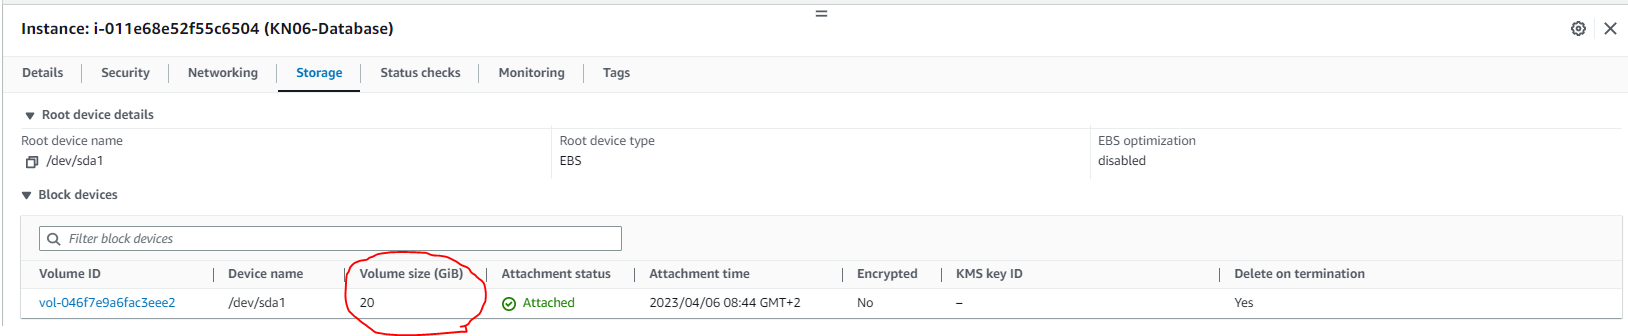 Instance: i-011e68e52f55c6504 (KN06-Database)
Details Security Networking Storage Status checks Monitoring Tags
Root device details
Root device name Root device type EBS optimization
/dev/sda1 EBS disabled
Block devices
Filter block devices
Volume ID Device name Volume size (GiB) Attachment status Attachment time Encrypted KMS key ID Delete on termination
vol-046f7e9a6fac3eee2 /dev/sda1 20 Attached 2023/04/06 08:44 GMT+2 No – Yes